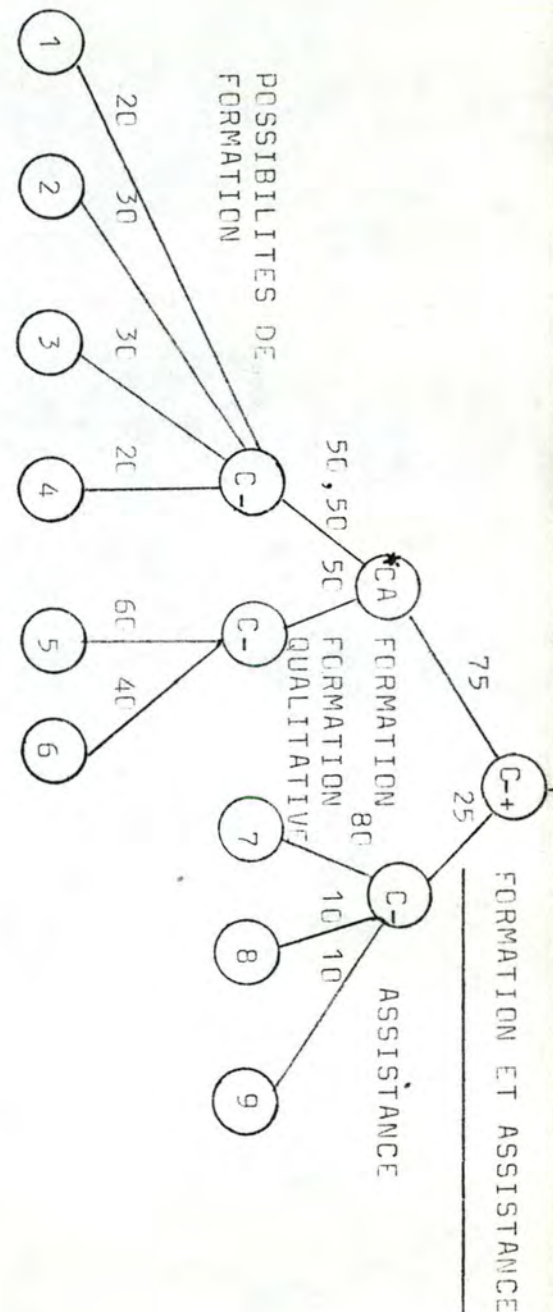 C-+ FORMATION ET ASSISTANCE
75 25
*CA FORMATION C- ASSISTANCE
80
50,50 50 FORMATION 10 10
QUALITATIVE
POSSIBILITES DE C- C-
FORMATION 7 8 9
20 30 30 20 60 40
1 2 3 4 5 6